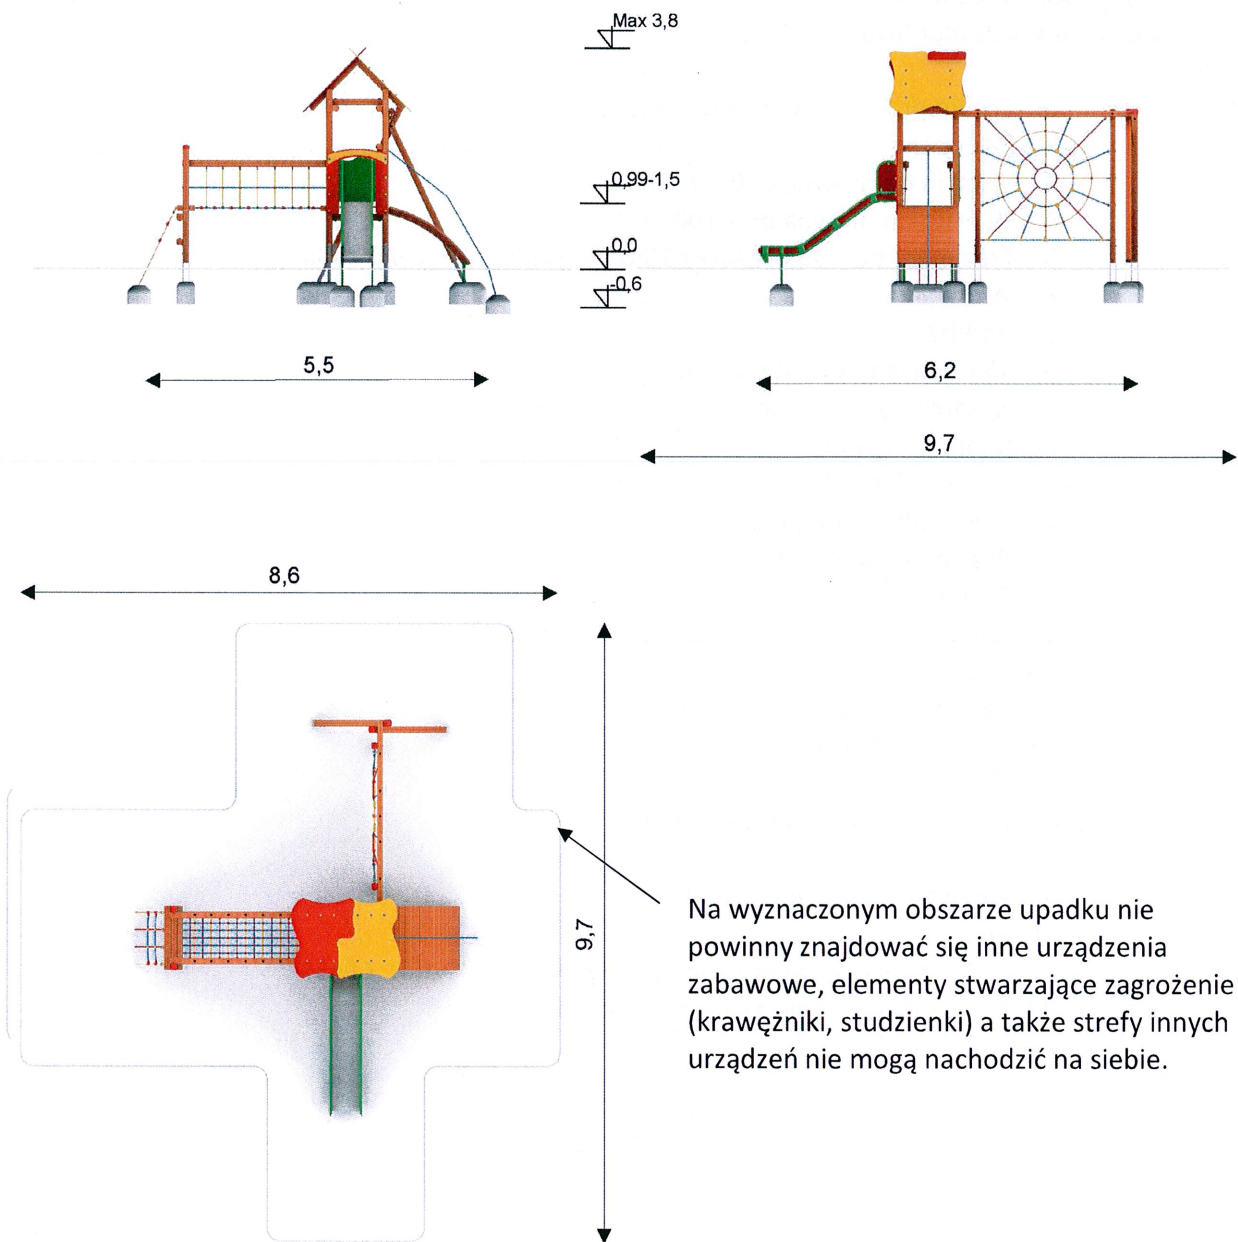 Max 3,8
0,99-1,5
0,0
-0,6
5,5
6,2
9,7
8,6
9,7
Na wyznaczonym obszarze upadku nie
powinny znajdować się inne urządzenia
zabawowe, elementy stwarzające zagrożenie
(krawężniki, studzienki) a także strefy innych
urządzeń nie mogą nachodzić na siebie.